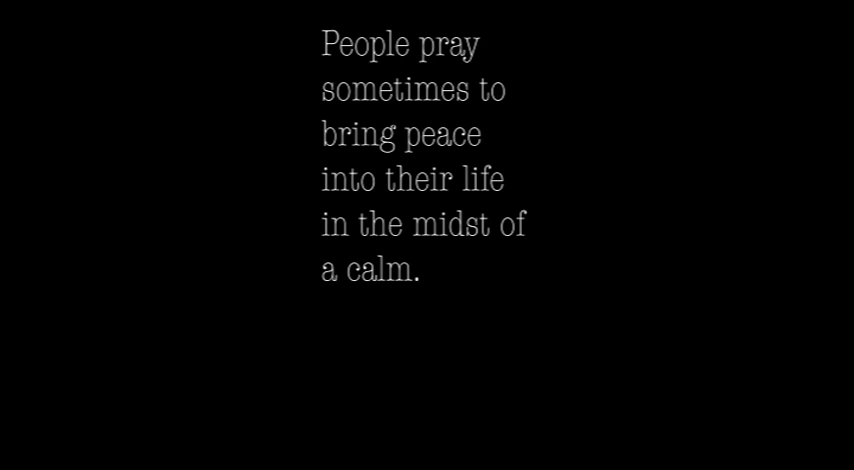 People pray
sometimes to
bring peace
into their life
in the midst of
a calm.